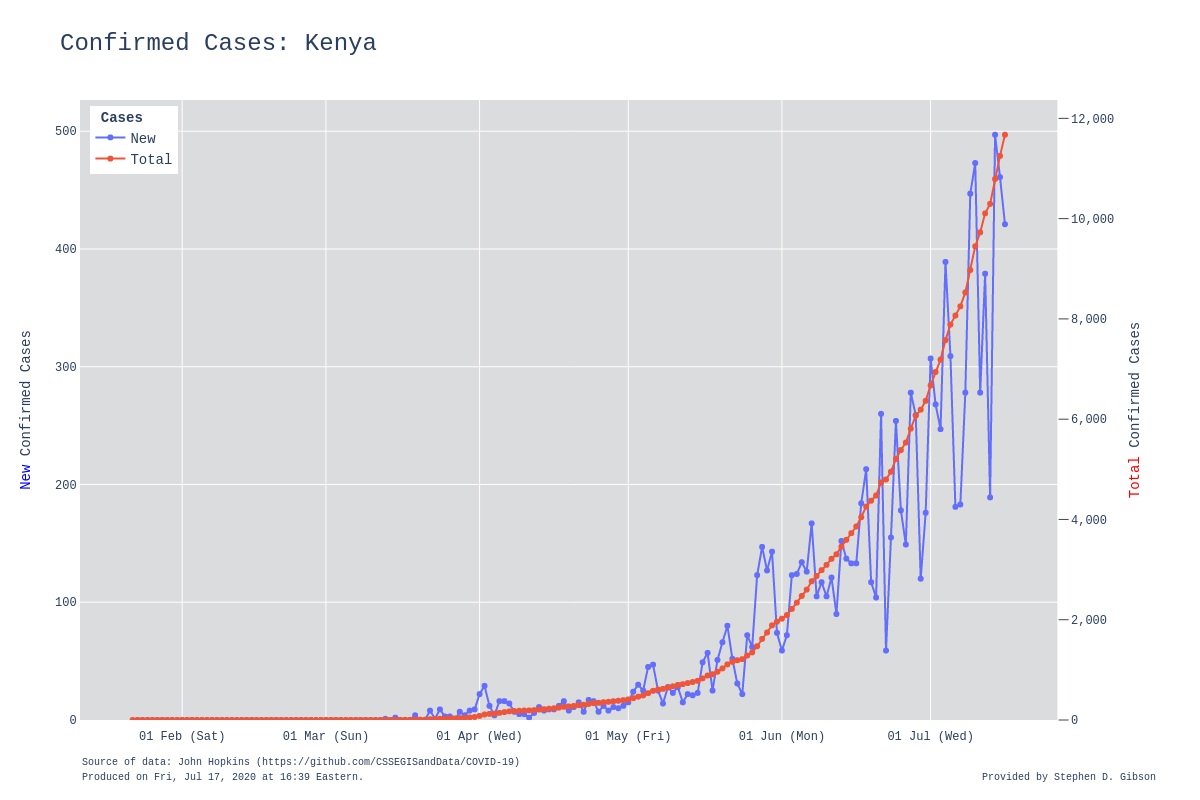 Confirmed Cases: Kenya
Cases
New
Total
500
400
300
200
100
0
12,000
10,000
8,000
6,000
4,000
2,000
0
New Confirmed Cases
Total Confirmed Cases
01 Feb (Sat)
01 Mar (Sun)
01 Apr (Wed)
01 May (Fri)
01 Jun (Mon)
01 Jul (Wed)
Source of data: John Hopkins (https://github.com/CSSEGISandData/COVID-19)
Produced on Fri, Jul 17, 2020 at 16:39 Eastern.
Provided by Stephen D. Gibson